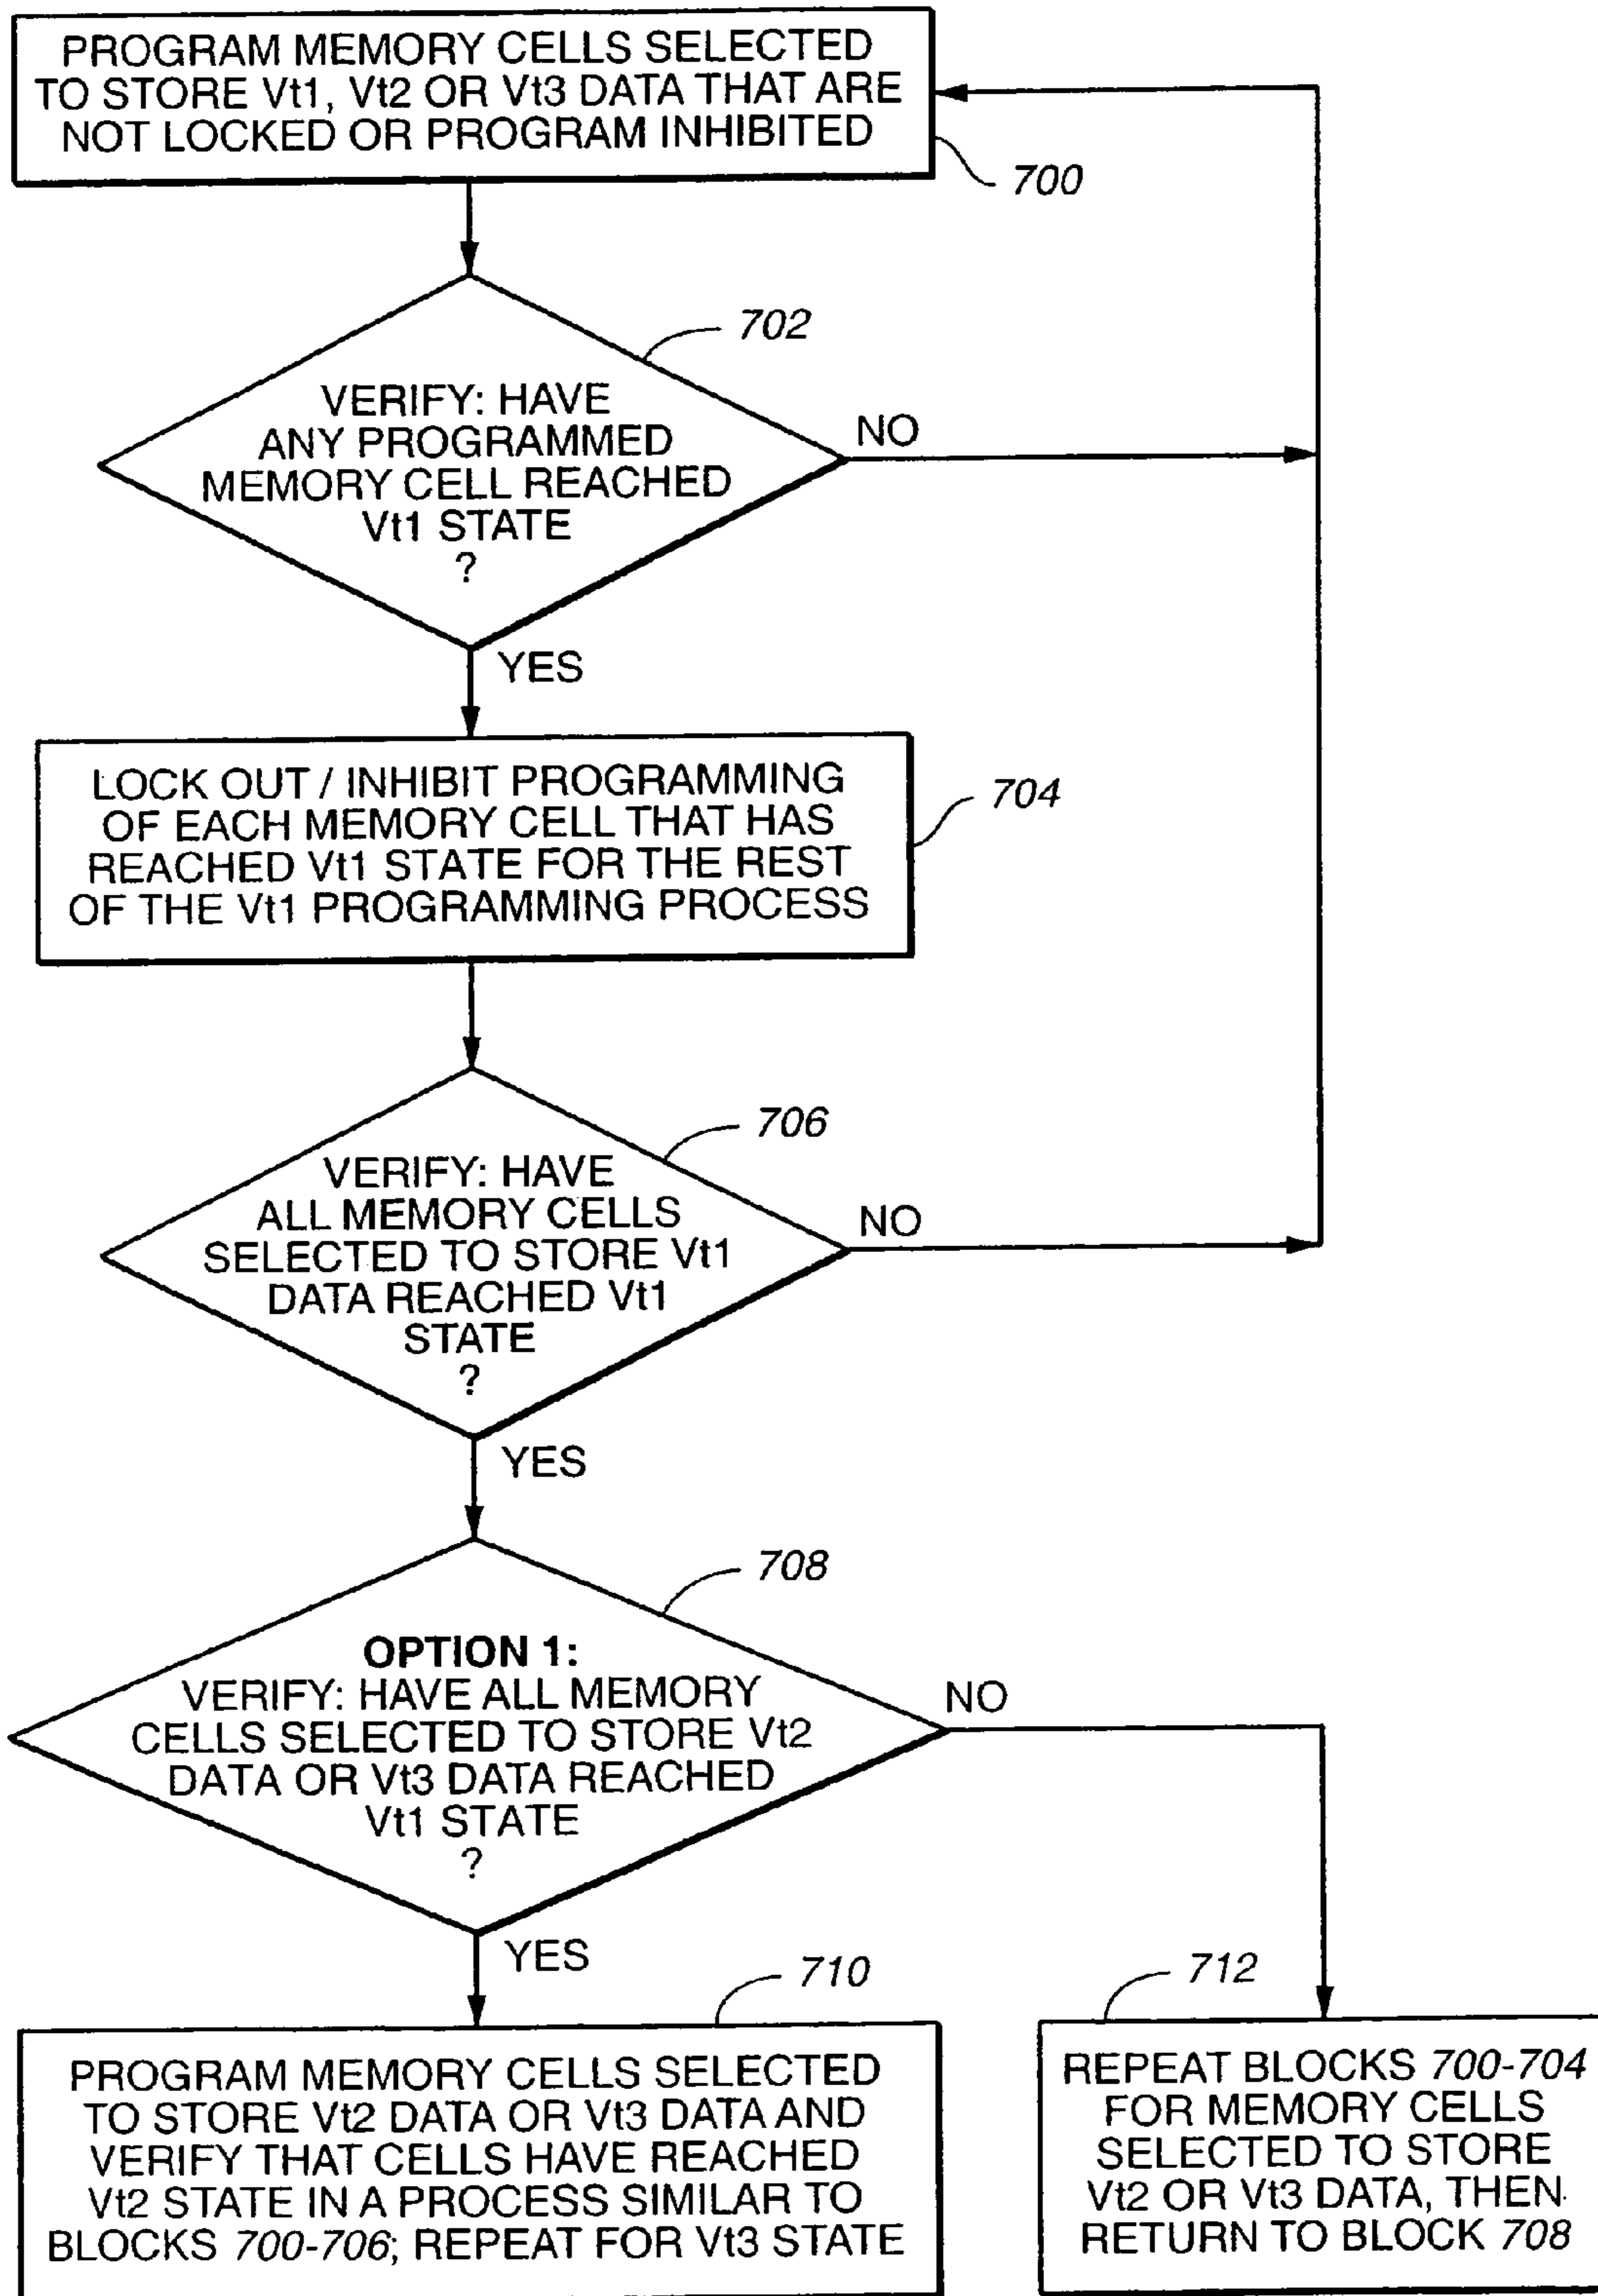 PROGRAM MEMORY CELLS SELECTED
TO STORE Vt1, Vt2 OR Vt3 DATA THAT ARE
NOT LOCKED OR PROGRAM INHIBITED
700
702
VERIFY: HAVE
ANY PROGRAMMED
MEMORY CELL REACHED
Vt1 STATE
?
NO
YES
LOCK OUT / INHIBIT PROGRAMMING
OF EACH MEMORY CELL THAT HAS
REACHED Vt1 STATE FOR THE REST
OF THE Vt1 PROGRAMMING PROCESS
704
706
VERIFY: HAVE
ALL MEMORY CELLS
SELECTED TO STORE Vt1
DATA REACHED Vt1
STATE
?
NO
YES
708
OPTION 1:
VERIFY: HAVE ALL MEMORY
CELLS SELECTED TO STORE Vt2
DATA OR Vt3 DATA REACHED
Vt1 STATE
?
NO
YES
710
PROGRAM MEMORY CELLS SELECTED
TO STORE Vt2 DATA OR Vt3 DATA AND
VERIFY THAT CELLS HAVE REACHED
Vt2 STATE IN A PROCESS SIMILAR TO
BLOCKS 700-706; REPEAT FOR Vt3 STATE
712
REPEAT BLOCKS 700-704
FOR MEMORY CELLS
SELECTED TO STORE
Vt2 OR Vt3 DATA, THEN
RETURN TO BLOCK 708